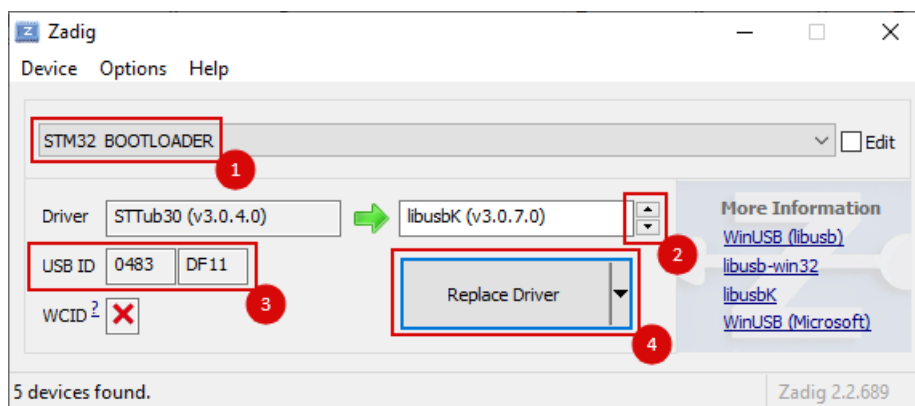 Zadig
Device Options Help
STM32 BOOTLOADER
Edit
1
Driver STTub30 (v3.0.4.0) libusbK (v3.0.7.0)
2
USB ID 0483 DF11
3
WCID ?
Replace Driver
4
More Information
WinUSB (libusb)
libusb-win32
libusbK
WinUSB (Microsoft)
5 devices found.
Zadig 2.2.689